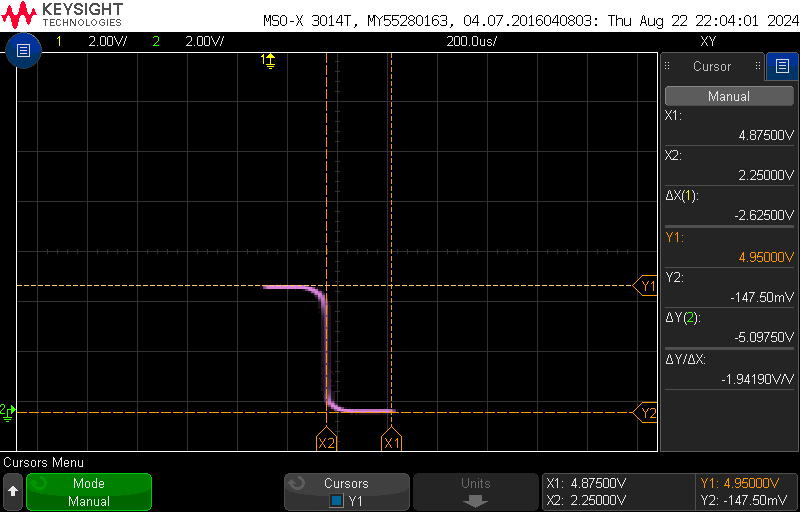 KEYSIGHT
TECHNOLOGIES
MSO-X 3014T, MY55280163, 04.07.2016040803: Thu Aug 22 22:04:01 2024
1 2.00V/ 2 2.00V/ 200.0us/ XY
1
Cursor
Manual
X1:
4.87500V
X2:
2.25000V
ΔX(1):
-2.62500V
Y1:
4.95000V
Y2:
-147.50mV
ΔY(2):
-5.09750V
ΔY/ΔX:
-1.94190V/V
Y1
2
Y2
X2 X1
Cursors Menu
Mode
Manual
Cursors
Y1
Units
X1: 4.87500V
X2: 2.25000V
Y1: 4.95000V
Y2: -147.50mV